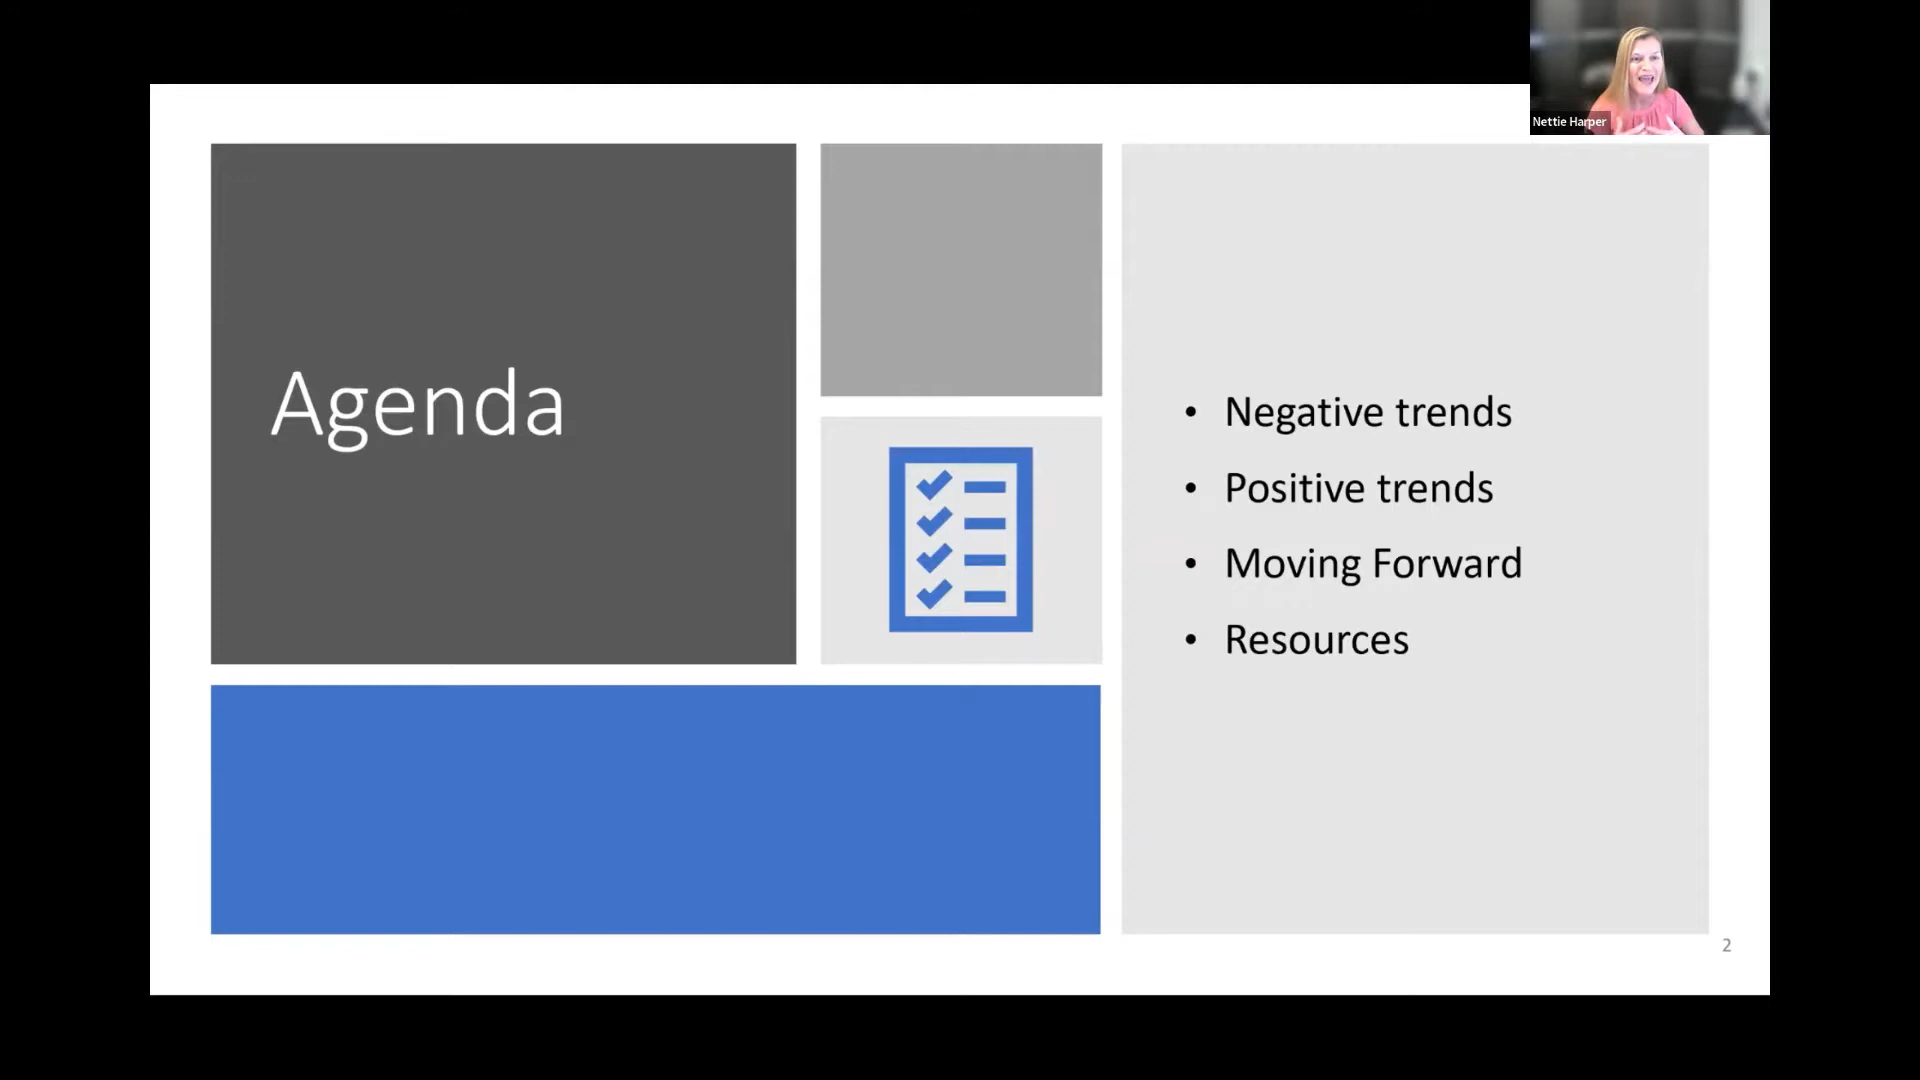 Nettie Harper
Agenda
• Negative trends
• Positive trends
• Moving Forward
• Resources
2